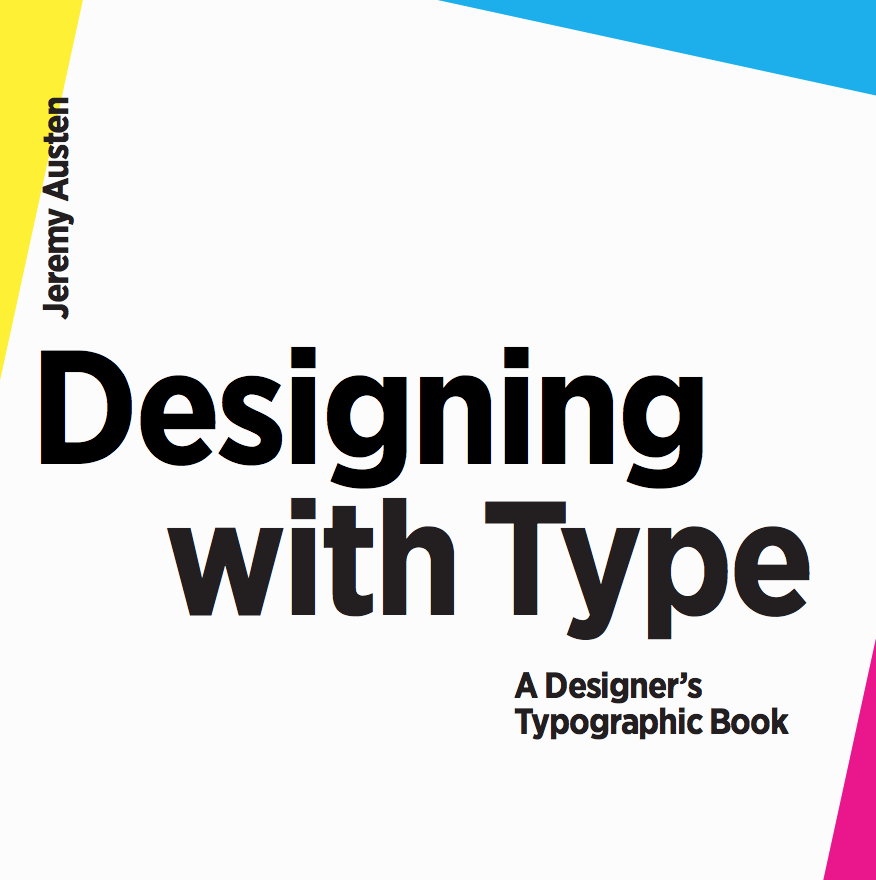 Jeremy Austen
Designing
with Type
A Designer’s
Typographic Book